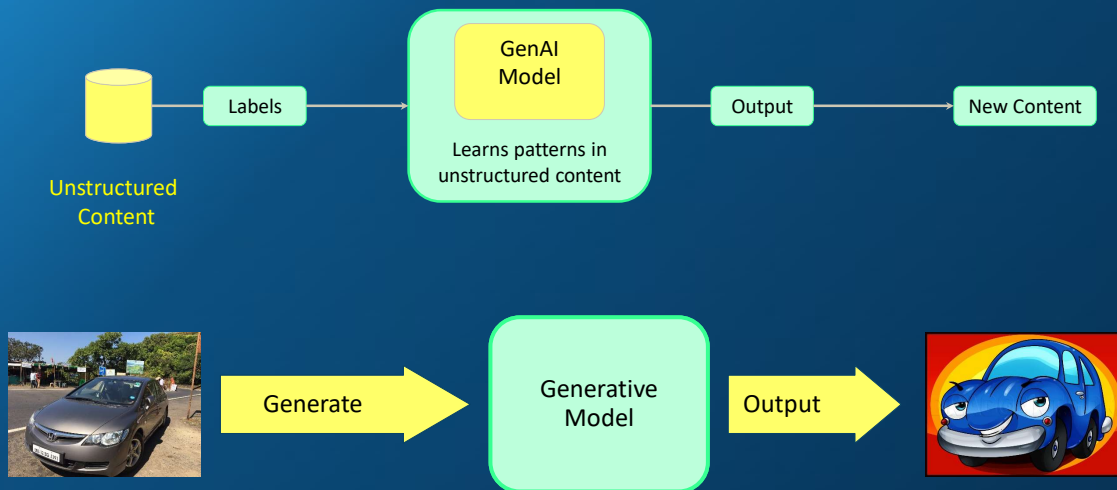 GenAI
Model
Labels
Output
New Content
Learns patterns in
unstructured content
Unstructured
Content
Generate
Generative
Model
Output